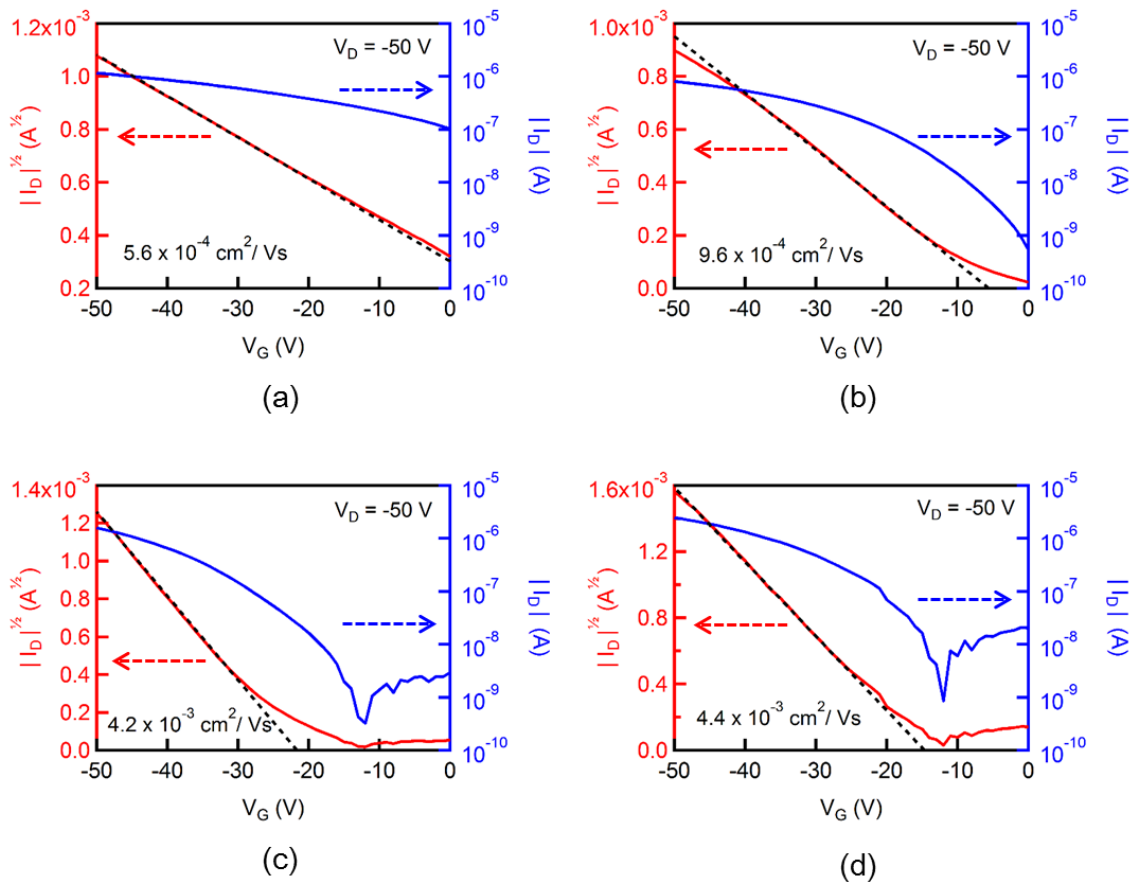 1.2x10⁻³
1.0
0.8
0.6
0.4
0.2
| I_D |^½ (A^½)
V_D = -50 V
5.6 x 10⁻⁴ cm²/ Vs
10⁻⁵
10⁻⁶
10⁻⁷
10⁻⁸
10⁻⁹
10⁻¹⁰
| I_D | (A)
-50 -40 -30 -20 -10 0
V_G (V)
(a)
1.0x10⁻³
0.8
0.6
0.4
0.2
0.0
| I_D |^½ (A^½)
V_D = -50 V
9.6 x 10⁻⁴ cm²/ Vs
10⁻⁵
10⁻⁶
10⁻⁷
10⁻⁸
10⁻⁹
10⁻¹⁰
| I_D | (A)
-50 -40 -30 -20 -10 0
V_G (V)
(b)
1.4x10⁻³
1.2
1.0
0.8
0.6
0.4
0.2
0.0
| I_D |^½ (A^½)
V_D = -50 V
4.2 x 10⁻³ cm²/ Vs
10⁻⁵
10⁻⁶
10⁻⁷
10⁻⁸
10⁻⁹
10⁻¹⁰
| I_D | (A)
-50 -40 -30 -20 -10 0
V_G (V)
(c)
1.6x10⁻³
1.2
0.8
0.4
0.0
| I_D |^½ (A^½)
V_D = -50 V
4.4 x 10⁻³ cm²/ Vs
10⁻⁵
10⁻⁶
10⁻⁷
10⁻⁸
10⁻⁹
10⁻¹⁰
| I_D | (A)
-50 -40 -30 -20 -10 0
V_G (V)
(d)